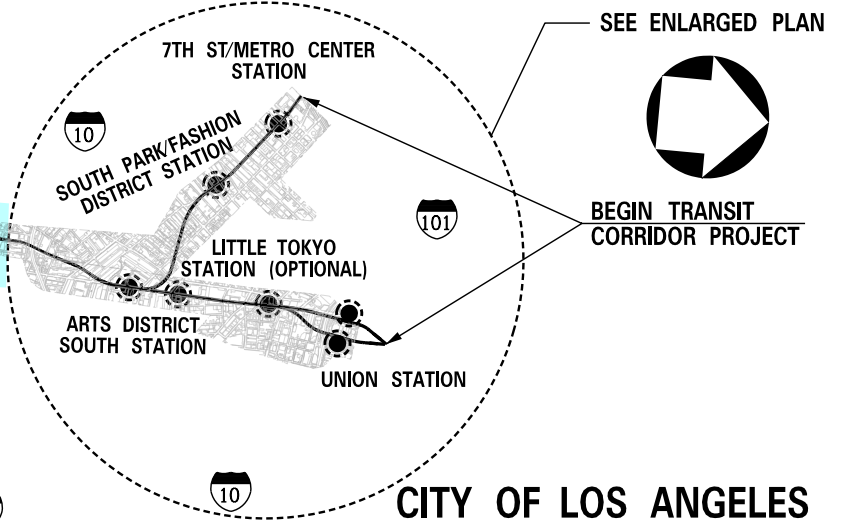 SEE ENLARGED PLAN
7TH ST/METRO CENTER
STATION
10
SOUTH PARK/FASHION
DISTRICT STATION
101
BEGIN TRANSIT
CORRIDOR PROJECT
LITTLE TOKYO
STATION (OPTIONAL)
ARTS DISTRICT
SOUTH STATION
UNION STATION
10
CITY OF LOS ANGELES